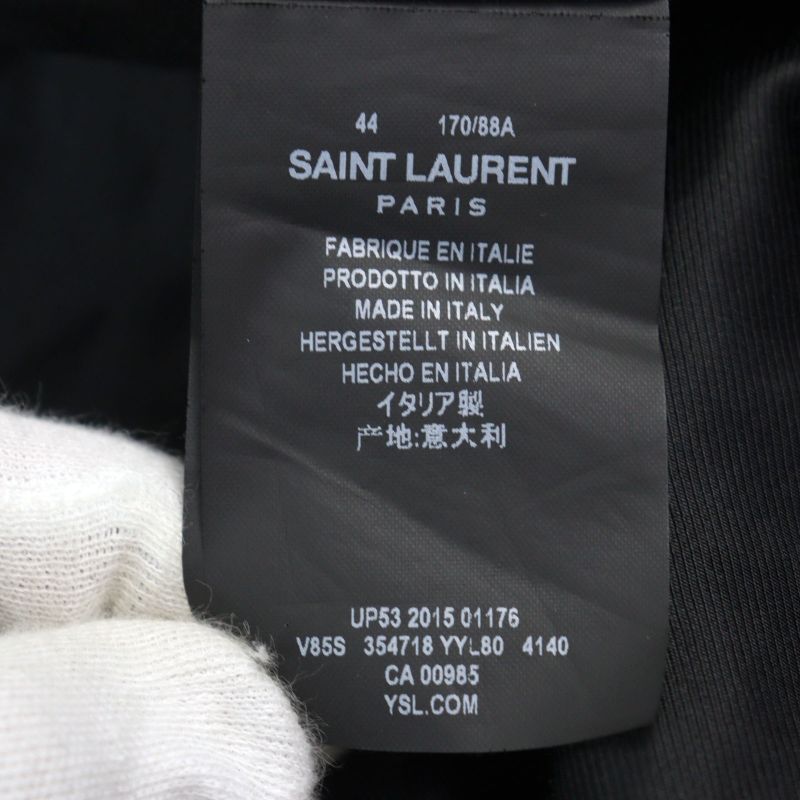 44 170/88A
SAINT LAURENT
PARIS
FABRIQUE EN ITALIE
PRODOTTO IN ITALIA
MADE IN ITALY
HERGESTELLT IN ITALIEN
HECHO EN ITALIA
イタリア製
产地:意大利
UP53 2015 01176
V85S 354718 YYL80 4140
CA 00985
YSL.COM